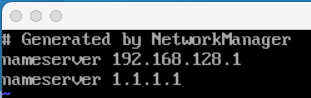 # Generated by NetworkManager
nameserver 192.168.128.1
nameserver 1.1.1.1
~